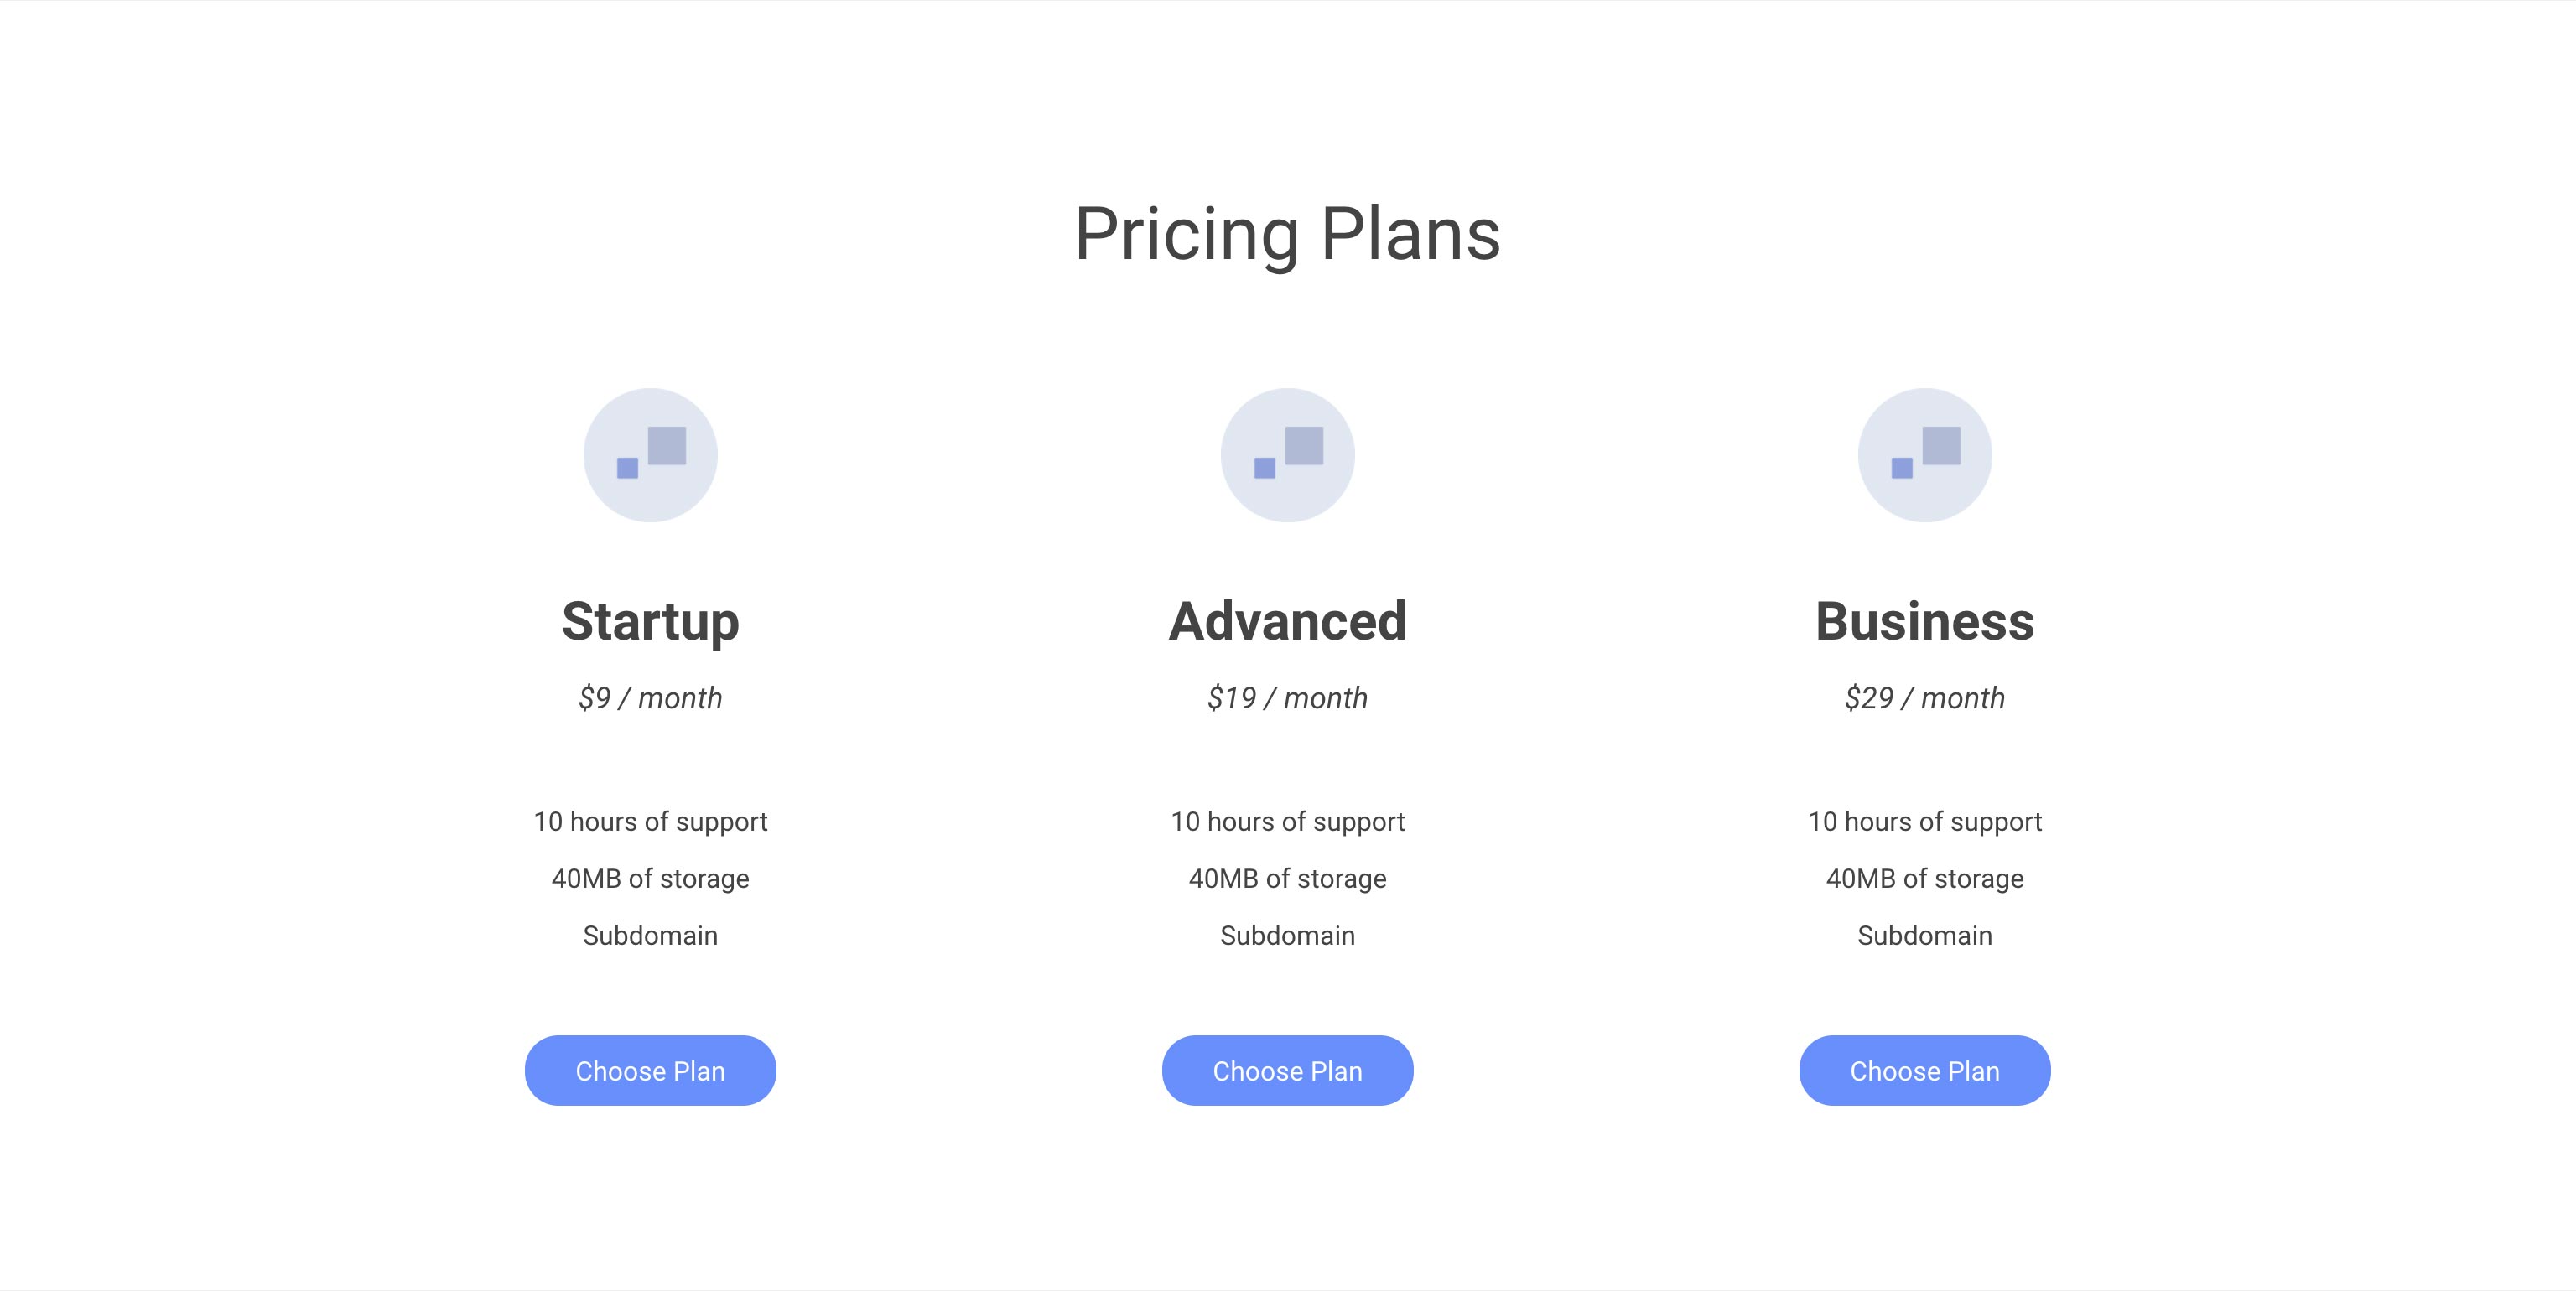 Pricing Plans
Startup
$9 / month
10 hours of support
40MB of storage
Subdomain
Choose Plan
Advanced
$19 / month
10 hours of support
40MB of storage
Subdomain
Choose Plan
Business
$29 / month
10 hours of support
40MB of storage
Subdomain
Choose Plan